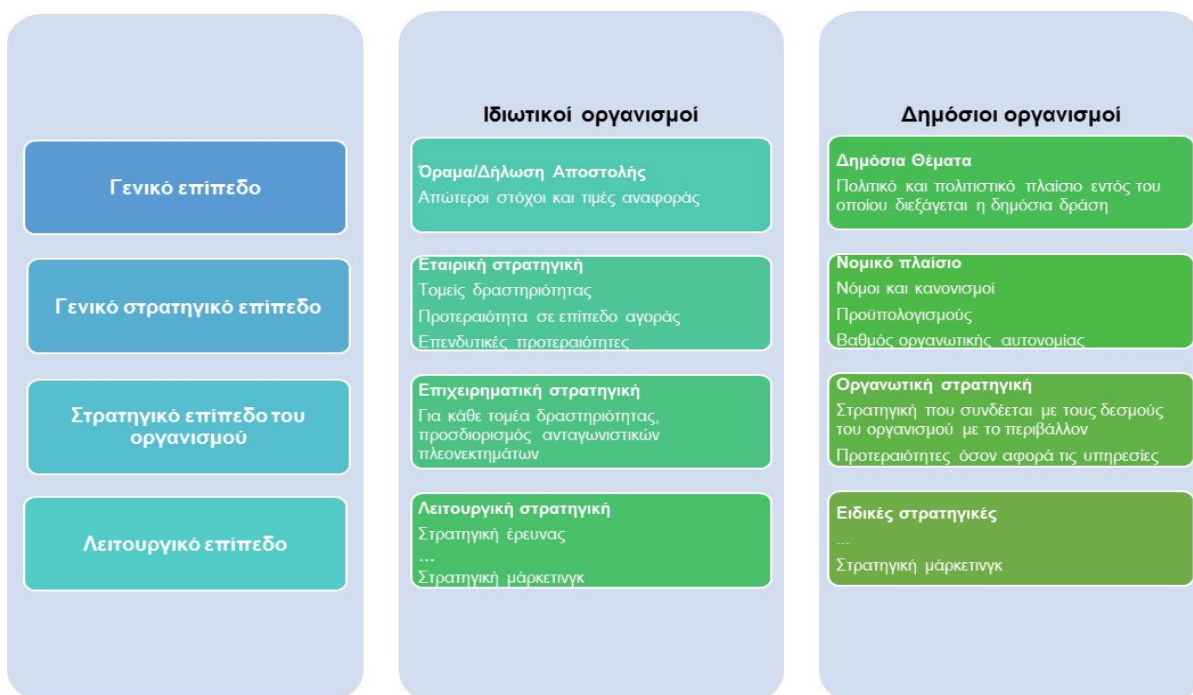 Γενικό επίπεδο
Γενικό στρατηγικό επίπεδο
Στρατηγικό επίπεδο του
οργανισμού
Λειτουργικό επίπεδο
Ιδιωτικοί οργανισμοί
Όραμα/Δήλωση Αποστολής
Απώτεροι στόχοι και τιμές αναφοράς
Εταιρική στρατηγική
Τομείς δραστηριότητας
Προτεραιότητα σε επίπεδο αγοράς
Επενδυτικές προτεραιότητες
Επιχειρηματική στρατηγική
Για κάθε τομέα δραστηριότητας,
προσδιορισμός ανταγωνιστικών
πλεονεκτημάτων
Λειτουργική στρατηγική
Στρατηγική έρευνας
...
Στρατηγική μάρκετινγκ
Δημόσιοι οργανισμοί
Δημόσια Θέματα
Πολιτικό και πολιτιστικό πλαίσιο εντός του
οποίου διεξάγεται η δημόσια δράση
Νομικό πλαίσιο
Νόμοι και κανονισμοί
Προϋπολογισμούς
Βαθμός οργανωτικής αυτονομίας
Οργανωτική στρατηγική
Στρατηγική που συνδέεται με τους δεσμούς
του οργανισμού με το περιβάλλον
Προτεραιότητες όσον αφορά τις υπηρεσίες
Ειδικές στρατηγικές
...
Στρατηγική μάρκετινγκ